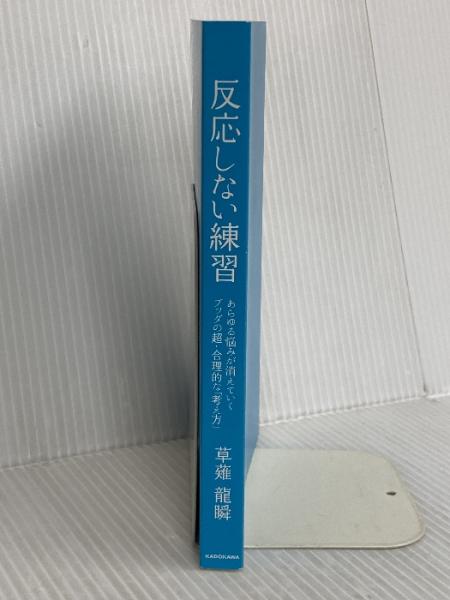 反応しない練習
あらゆる悩みが消えていく
ブッダの超・合理的な「考え方」
草薙 龍瞬
KADOKAWA